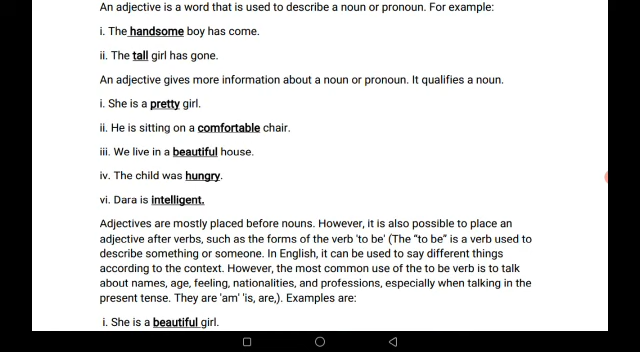 An adjective is a word that is used to describe a noun or pronoun. For example:
i. The handsome boy has come.
ii. The tall girl has gone.
An adjective gives more information about a noun or pronoun. It qualifies a noun.
i. She is a pretty girl.
ii. He is sitting on a comfortable chair.
iii. We live in a beautiful house.
iv. The child was hungry.
vi. Dara is intelligent.
Adjectives are mostly placed before nouns. However, it is also possible to place an
adjective after verbs, such as the forms of the verb 'to be' (The “to be” is a verb used to
describe something or someone. In English, it can be used to say different things
according to the context. However, the most common use of the to be verb is to talk
about names, age, feeling, nationalities, and professions, especially when talking in the
present tense. They are 'am' 'is, are,). Examples are:
i. She is a beautiful girl.